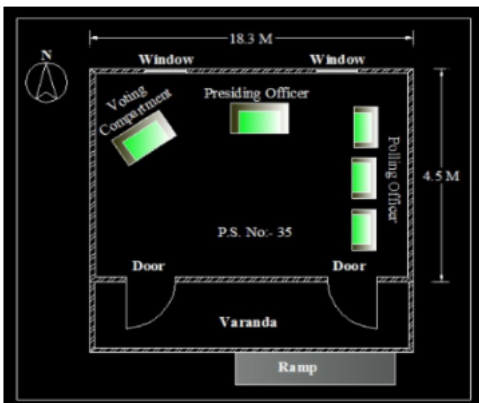 18.3 M
N
Window
Window
Voting
Compartment
Presiding Officer
Polling Officer
4.5 M
P.S. No:- 35
Door
Door
Varanda
Ramp